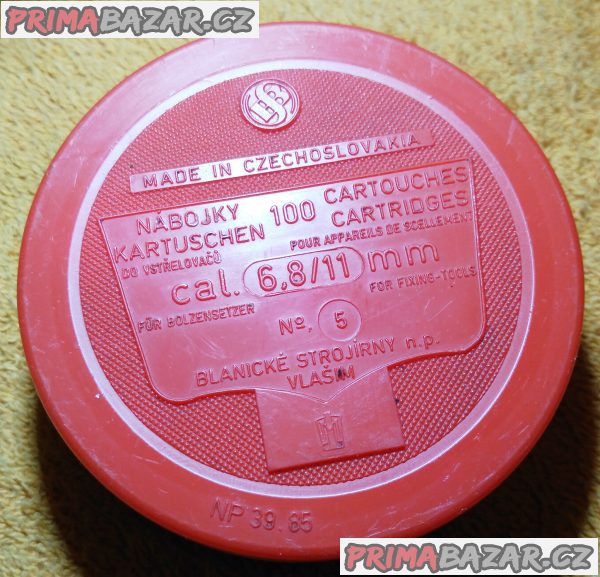 PRIMABAZAR.CZ
MADE IN CZECHOSLOVAKIA
NÁBOJKY 100 CARTOUCHES
KARTUSCHEN CARTRIDGES
DO VSTŘELOVAČŮ POUR APPAREILS DE SCELLEMENT
cal. 6,8/11 mm
FÜR BOLZENSETZER FOR FIXING-TOOLS
No. 5
BLANICKÉ STROJÍRNY n.p.
VLAŠIM
NP 39.85
PRIMABAZAR.CZ